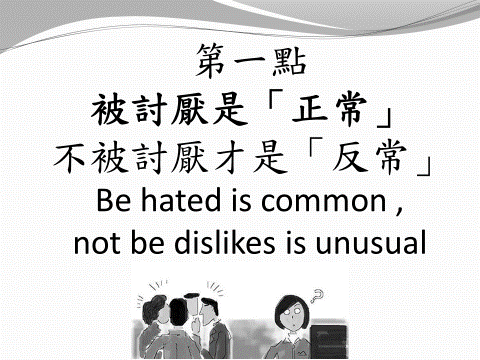 第一點
被討厭是「正常」
不被討厭才是「反常」
Be hated is common ,
not be dislikes is unusual
?